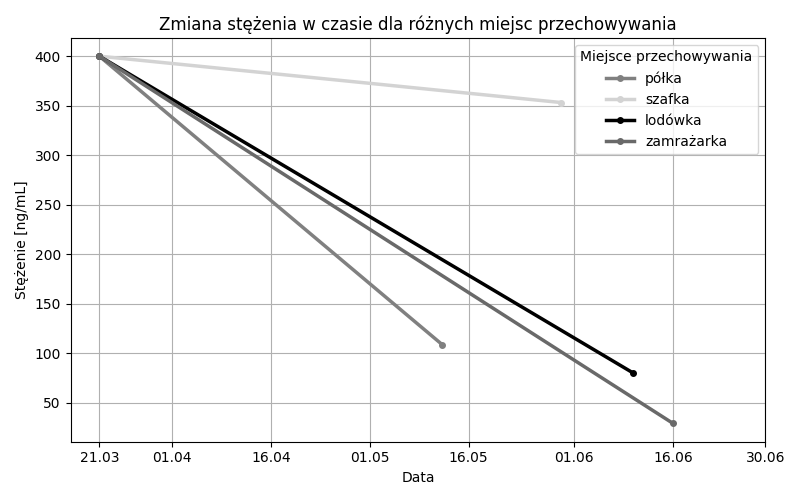 Zmiana stężenia w czasie dla różnych miejsc przechowywania
Stężenie [ng/mL]
400
350
300
250
200
150
100
50
Miejsce przechowywania
półka
szafka
lodówka
zamrażarka
21.03 01.04 16.04 01.05 16.05 01.06 16.06 30.06
Data